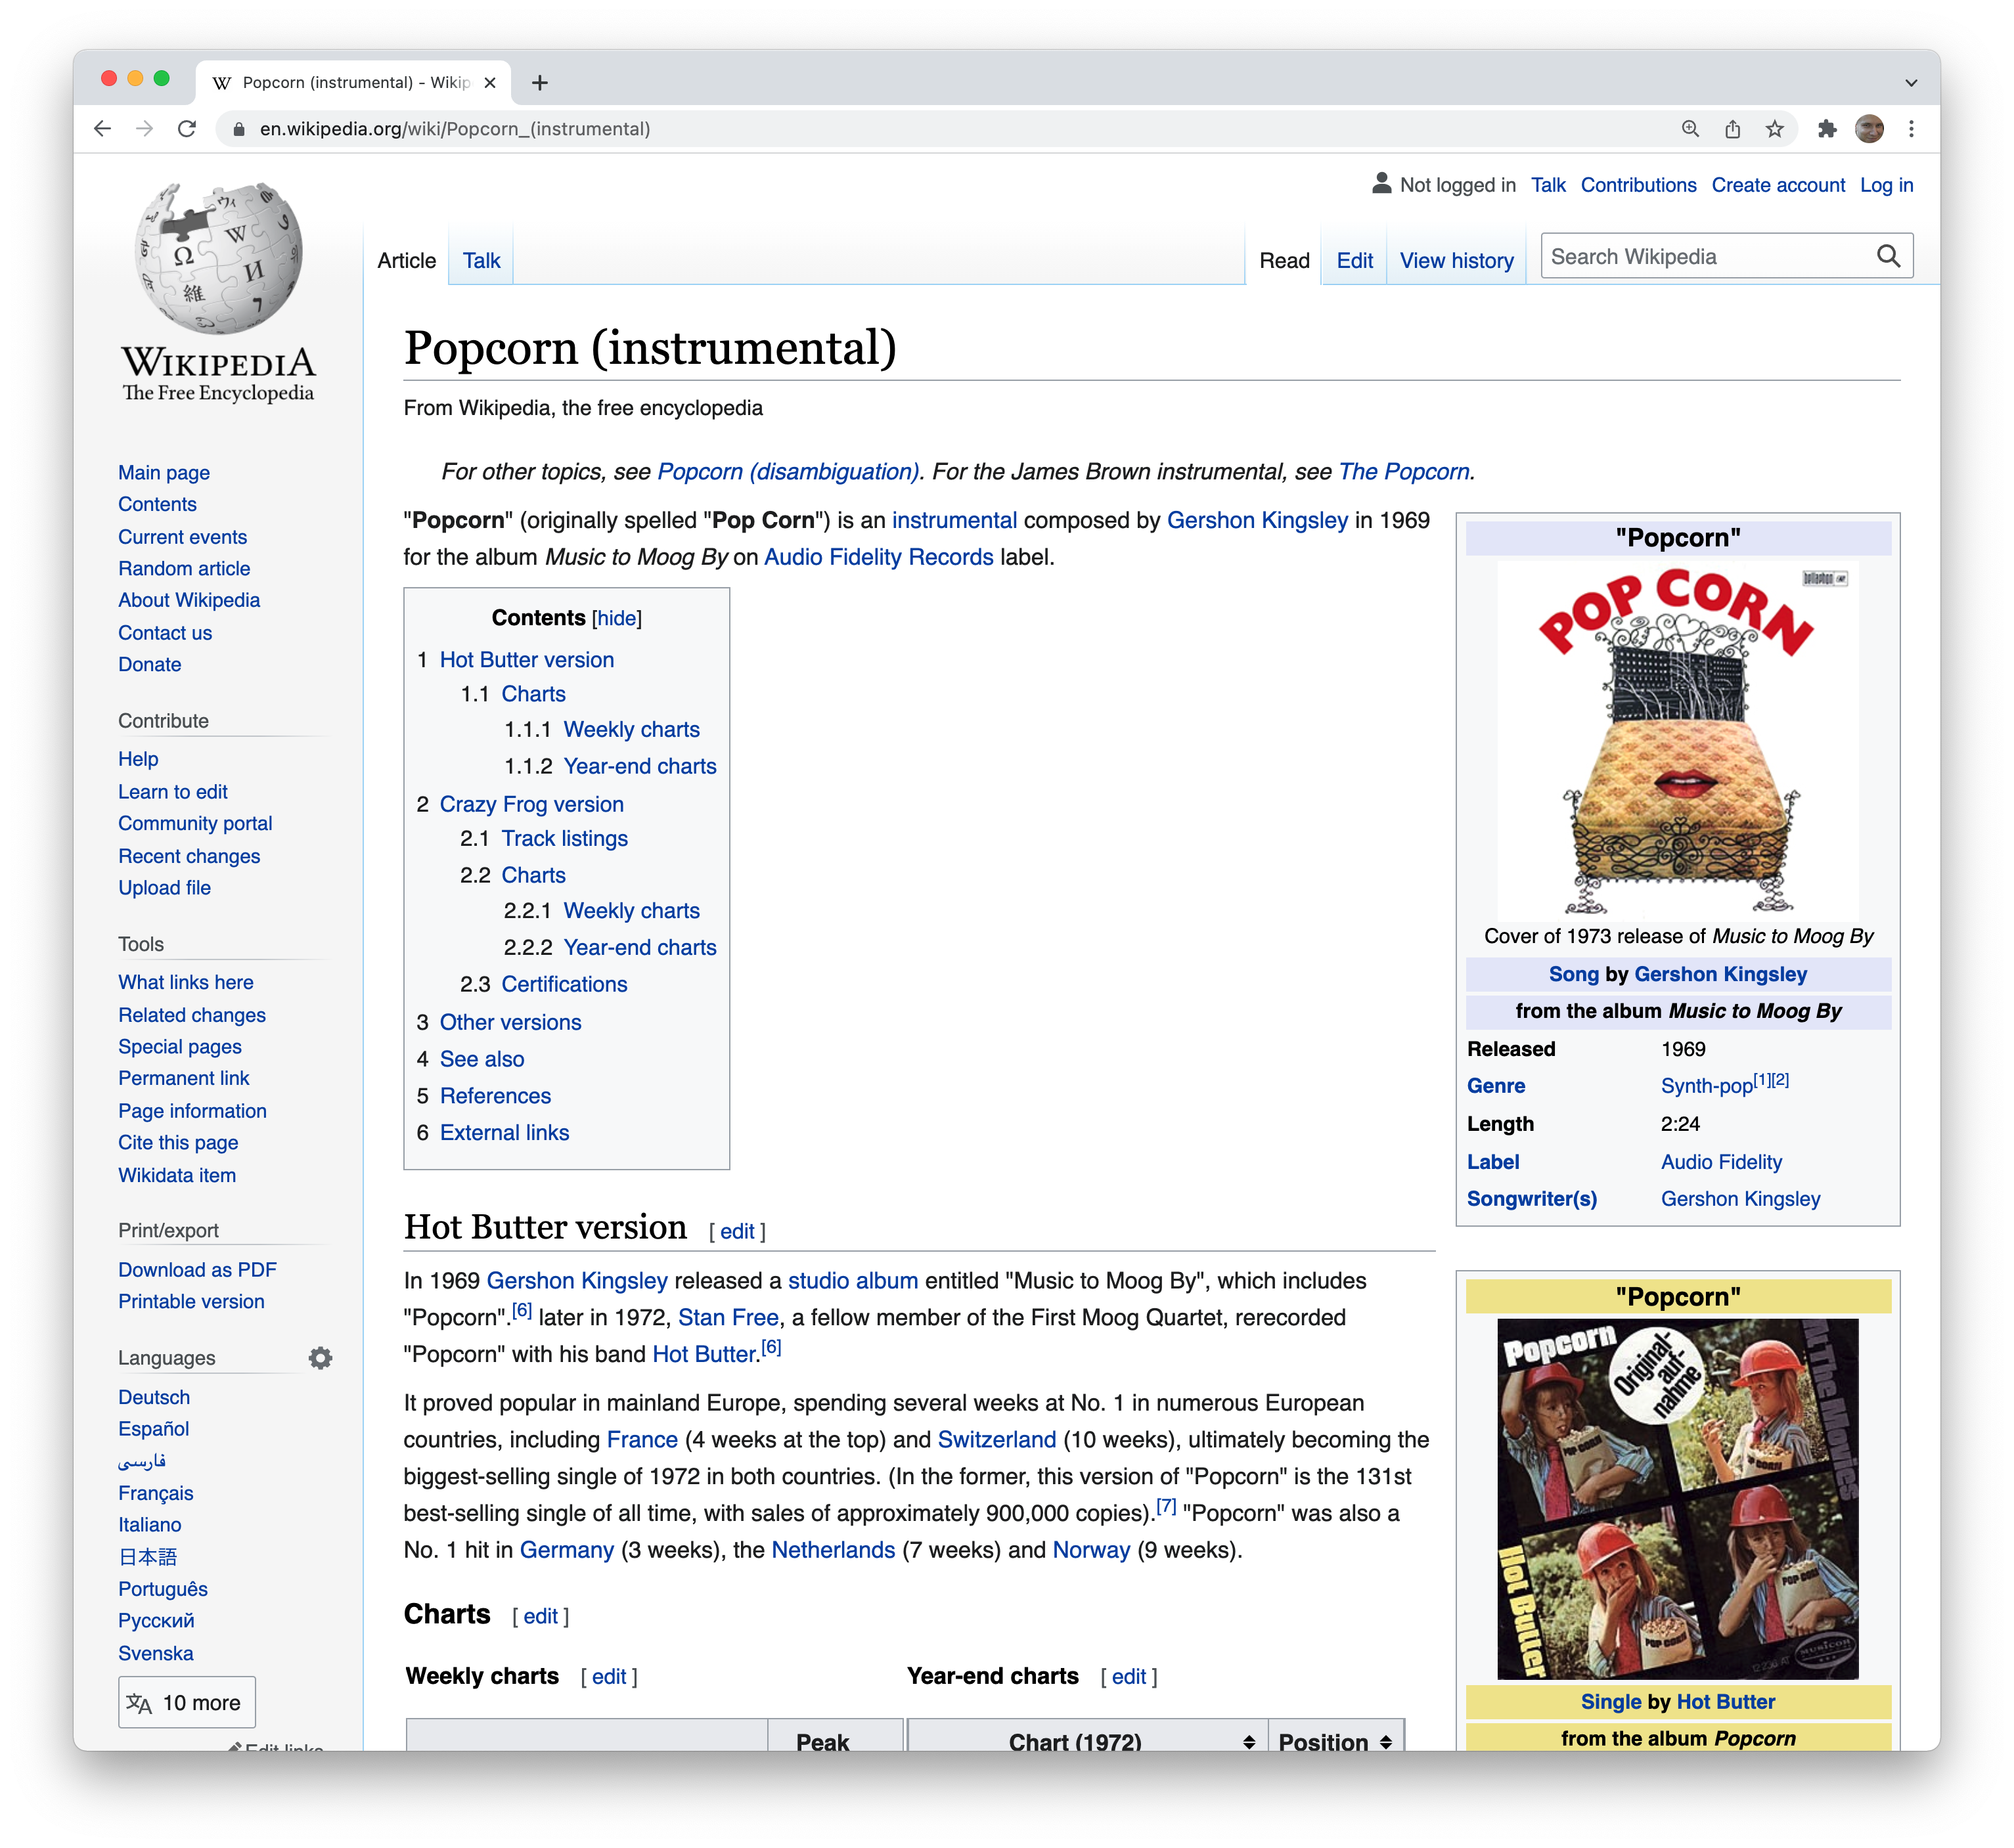 Popcorn (instrumental) - Wikip
en.wikipedia.org/wiki/Popcorn_(instrumental)
Not logged in Talk Contributions Create account Log in
Article Talk Read Edit View history Search Wikipedia
WIKIPEDIA
The Free Encyclopedia
Main page
Contents
Current events
Random article
About Wikipedia
Contact us
Donate
Contribute
Help
Learn to edit
Community portal
Recent changes
Upload file
Tools
What links here
Related changes
Special pages
Permanent link
Page information
Cite this page
Wikidata item
Print/export
Download as PDF
Printable version
Languages
Deutsch
Español
فارسی
Français
Italiano
日本語
Português
Русский
Svenska
10 more
Edit links
Popcorn (instrumental)
From Wikipedia, the free encyclopedia
For other topics, see Popcorn (disambiguation). For the James Brown instrumental, see The Popcorn.
"Popcorn" (originally spelled "Pop Corn") is an instrumental composed by Gershon Kingsley in 1969
for the album Music to Moog By on Audio Fidelity Records label.
Contents [hide]
1 Hot Butter version
1.1 Charts
1.1.1 Weekly charts
1.1.2 Year-end charts
2 Crazy Frog version
2.1 Track listings
2.2 Charts
2.2.1 Weekly charts
2.2.2 Year-end charts
2.3 Certifications
3 Other versions
4 See also
5 References
6 External links
Hot Butter version [ edit ]
In 1969 Gershon Kingsley released a studio album entitled "Music to Moog By", which includes
"Popcorn".[6] later in 1972, Stan Free, a fellow member of the First Moog Quartet, rerecorded
"Popcorn" with his band Hot Butter.[6]
It proved popular in mainland Europe, spending several weeks at No. 1 in numerous European
countries, including France (4 weeks at the top) and Switzerland (10 weeks), ultimately becoming the
biggest-selling single of 1972 in both countries. (In the former, this version of "Popcorn" is the 131st
best-selling single of all time, with sales of approximately 900,000 copies).[7] "Popcorn" was also a
No. 1 hit in Germany (3 weeks), the Netherlands (7 weeks) and Norway (9 weeks).
Charts [ edit ]
Weekly charts [ edit ]
Year-end charts [ edit ]
Peak
Chart (1972) Position
"Popcorn"
POP CORN
Cover of 1973 release of Music to Moog By
Song by Gershon Kingsley
from the album Music to Moog By
Released 1969
Genre Synth-pop[1][2]
Length 2:24
Label Audio Fidelity
Songwriter(s) Gershon Kingsley
"Popcorn"
Popcorn
Original-
auf-
nahme
At The Movies
Hot Butter
POP CORN
POP CORN
POP CORN
POP CORN
MUSICOR
Single by Hot Butter
from the album Popcorn